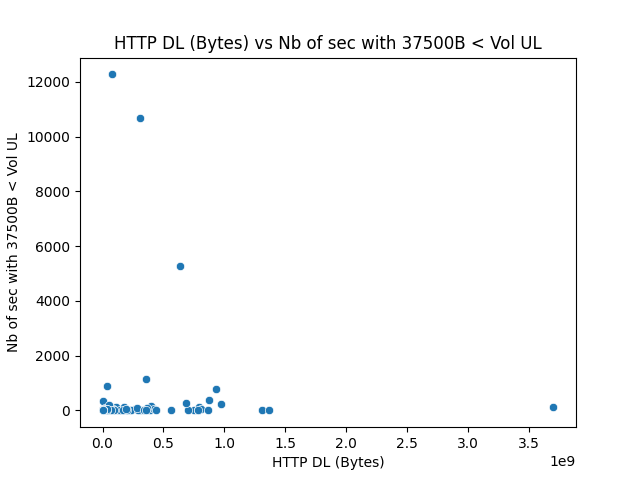 HTTP DL (Bytes) vs Nb of sec with 37500B < Vol UL
Nb of sec with 37500B < Vol UL
12000
10000
8000
6000
4000
2000
0
0.0 0.5 1.0 1.5 2.0 2.5 3.0 3.5
1e9
HTTP DL (Bytes)